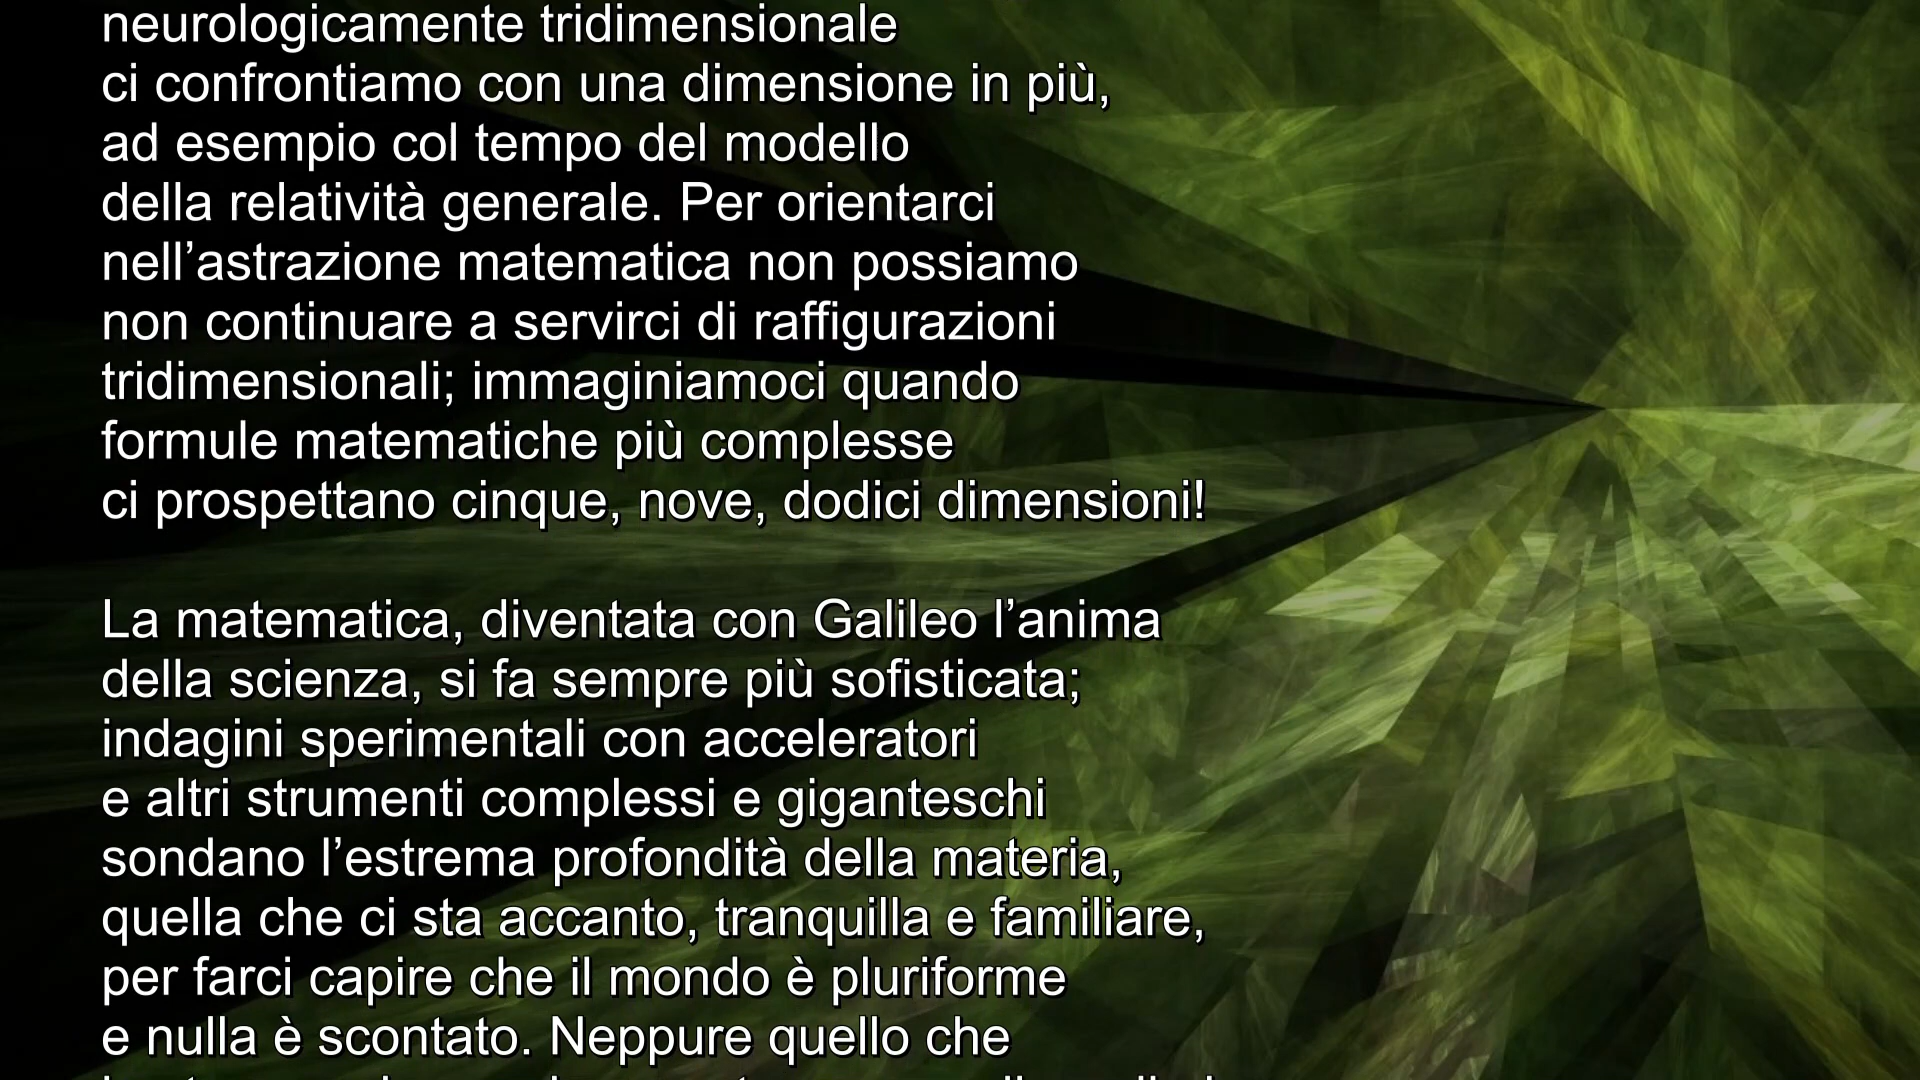 neurologicamente tridimensionale
ci confrontiamo con una dimensione in più,
ad esempio col tempo del modello
della relatività generale. Per orientarci
nell’astrazione matematica non possiamo
non continuare a servirci di raffigurazioni
tridimensionali; immaginiamoci quando
formule matematiche più complesse
ci prospettano cinque, nove, dodici dimensioni!
La matematica, diventata con Galileo l’anima
della scienza, si fa sempre più sofisticata;
indagini sperimentali con acceleratori
e altri strumenti complessi e giganteschi
sondano l’estrema profondità della materia,
quella che ci sta accanto, tranquilla e familiare,
per farci capire che il mondo è pluriforme
e nulla è scontato. Neppure quello che